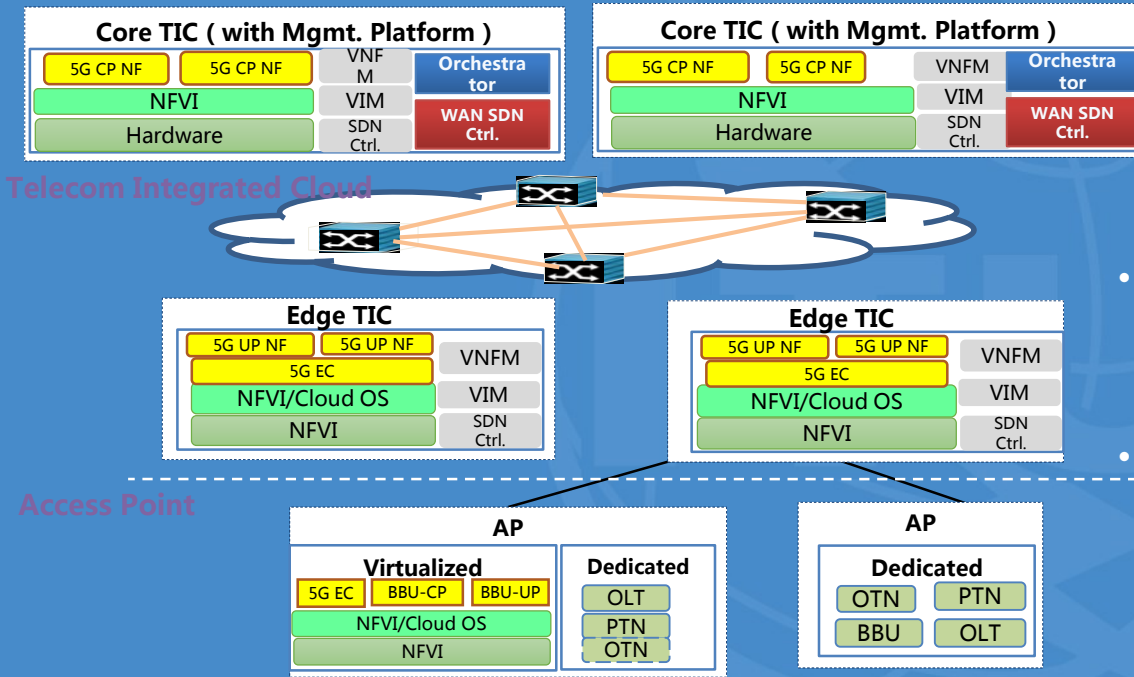 Core TIC ( with Mgmt. Platform )
5G CP NF
5G CP NF
VNF
M
Orchestra
tor
NFVI
VIM
Hardware
SDN
Ctrl.
WAN SDN
Ctrl.
Core TIC ( with Mgmt. Platform )
5G CP NF
5G CP NF
VNFM
Orchestra
tor
NFVI
VIM
Hardware
SDN
Ctrl.
WAN SDN
Ctrl.
Telecom Integrated Cloud
Edge TIC
5G UP NF
5G UP NF
VNFM
5G EC
NFVI/Cloud OS
VIM
NFVI
SDN
Ctrl.
Edge TIC
5G UP NF
5G UP NF
VNFM
5G EC
NFVI/Cloud OS
VIM
NFVI
SDN
Ctrl.
Access Point
AP
Virtualized
5G EC
BBU-CP
BBU-UP
NFVI/Cloud OS
NFVI
Dedicated
OLT
PTN
OTN
AP
Dedicated
OTN
PTN
BBU
OLT